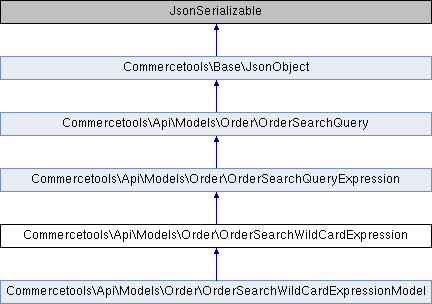 JsonSerializable
Commercetools\Base\JsonObject
Commercetools\Api\Models\Order\OrderSearchQuery
Commercetools\Api\Models\Order\OrderSearchQueryExpression
Commercetools\Api\Models\Order\OrderSearchWildCardExpression
Commercetools\Api\Models\Order\OrderSearchWildCardExpressionModel